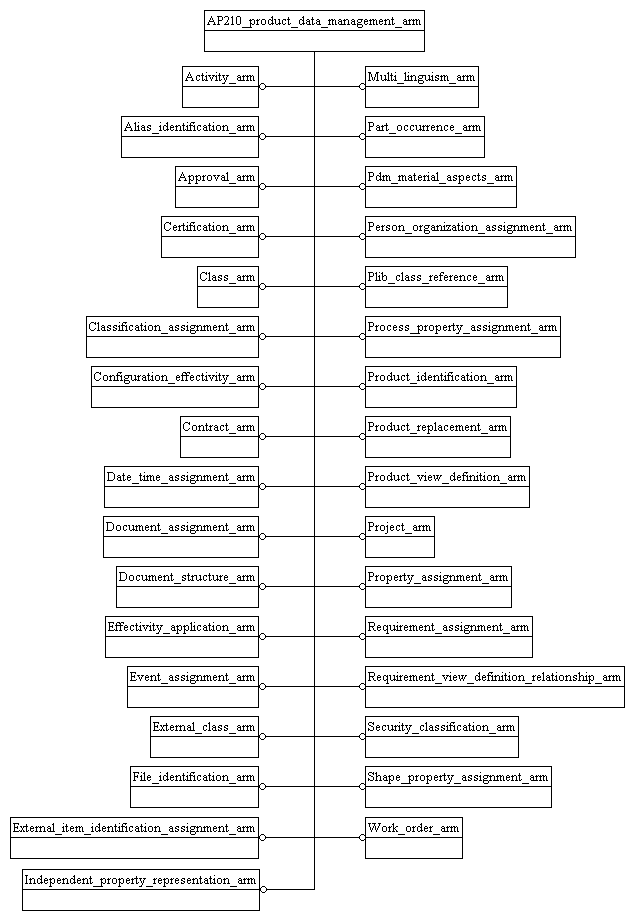 AP210_product_data_management_arm
Activity_arm
Multi_linguism_arm
Alias_identification_arm
Part_occurrence_arm
Approval_arm
Pdm_material_aspects_arm
Certification_arm
Person_organization_assignment_arm
Class_arm
Plib_class_reference_arm
Classification_assignment_arm
Process_property_assignment_arm
Configuration_effectivity_arm
Product_identification_arm
Contract_arm
Product_replacement_arm
Date_time_assignment_arm
Product_view_definition_arm
Document_assignment_arm
Project_arm
Document_structure_arm
Property_assignment_arm
Effectivity_application_arm
Requirement_assignment_arm
Event_assignment_arm
Requirement_view_definition_relationship_arm
External_class_arm
Security_classification_arm
File_identification_arm
Shape_property_assignment_arm
External_item_identification_assignment_arm
Work_order_arm
Independent_property_representation_arm